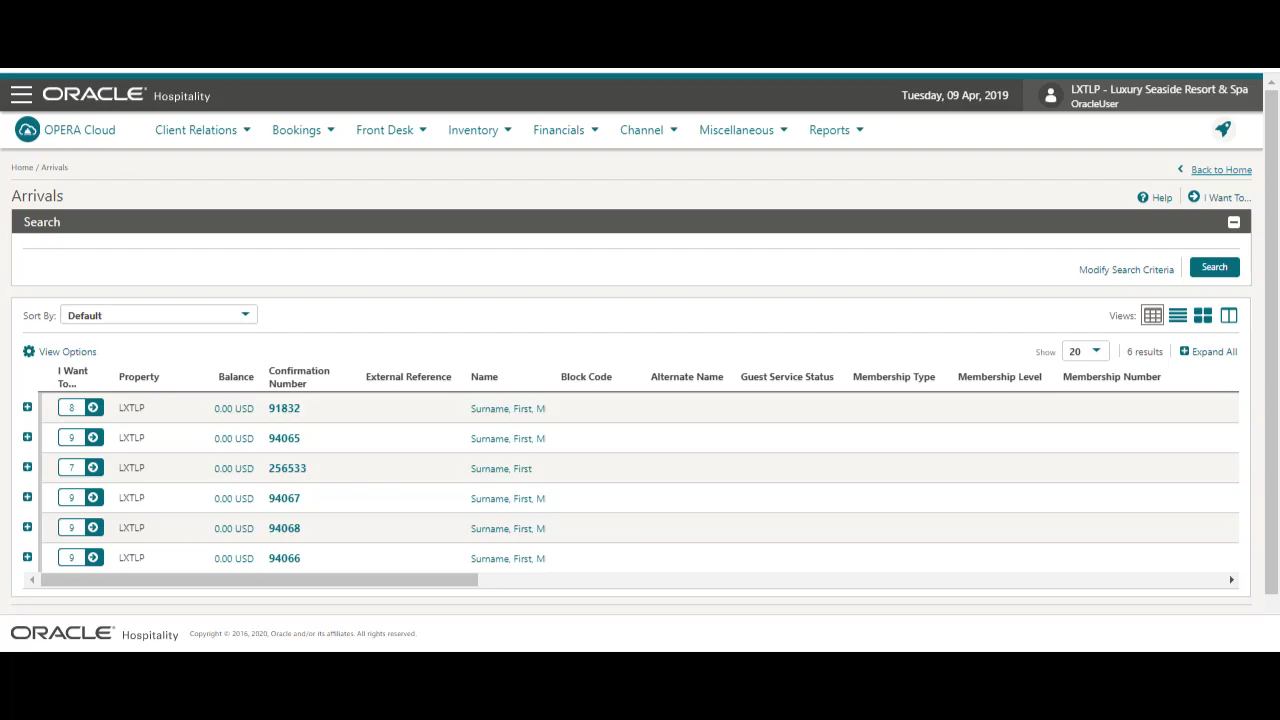 ORACLE Hospitality
Tuesday, 09 Apr, 2019
LXTLP - Luxury Seaside Resort & Spa
OracleUser
OPERA Cloud Client Relations Bookings Front Desk Inventory Financials Channel Miscellaneous Reports
Home / Arrivals
Back to Home
Arrivals
Help I Want To...
Search
Modify Search Criteria Search
Sort By: Default Views:
View Options Show 20 6 results Expand All
I Want To... Property Balance Confirmation Number External Reference Name Block Code Alternate Name Guest Service Status Membership Type Membership Level Membership Number
8 LXTLP 0.00 USD 91832 Surname, First, M
9 LXTLP 0.00 USD 94065 Surname, First, M
7 LXTLP 0.00 USD 256533 Surname, First
9 LXTLP 0.00 USD 94067 Surname, First, M
9 LXTLP 0.00 USD 94068 Surname, First, M
9 LXTLP 0.00 USD 94066 Surname, First, M
ORACLE Hospitality Copyright © 2016, 2020, Oracle and/or its affiliates. All rights reserved.